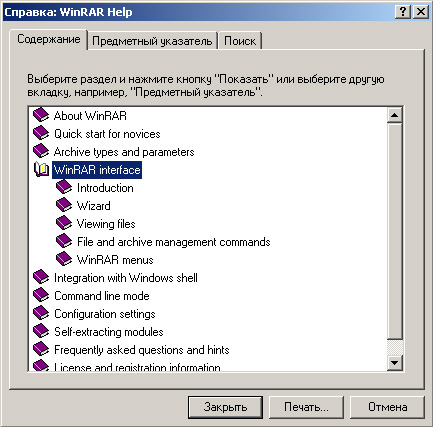 Справка: WinRAR Help
Содержание
Предметный указатель
Поиск
Выберите раздел и нажмите кнопку "Показать" или выберите другую
вкладку, например, "Предметный указатель".
About WinRAR
Quick start for novices
Archive types and parameters
WinRAR interface
Introduction
Wizard
Viewing files
File and archive management commands
WinRAR menus
Integration with Windows shell
Command line mode
Configuration settings
Self-extracting modules
Frequently asked questions and hints
License and registration information
Закрыть
Печать...
Отмена